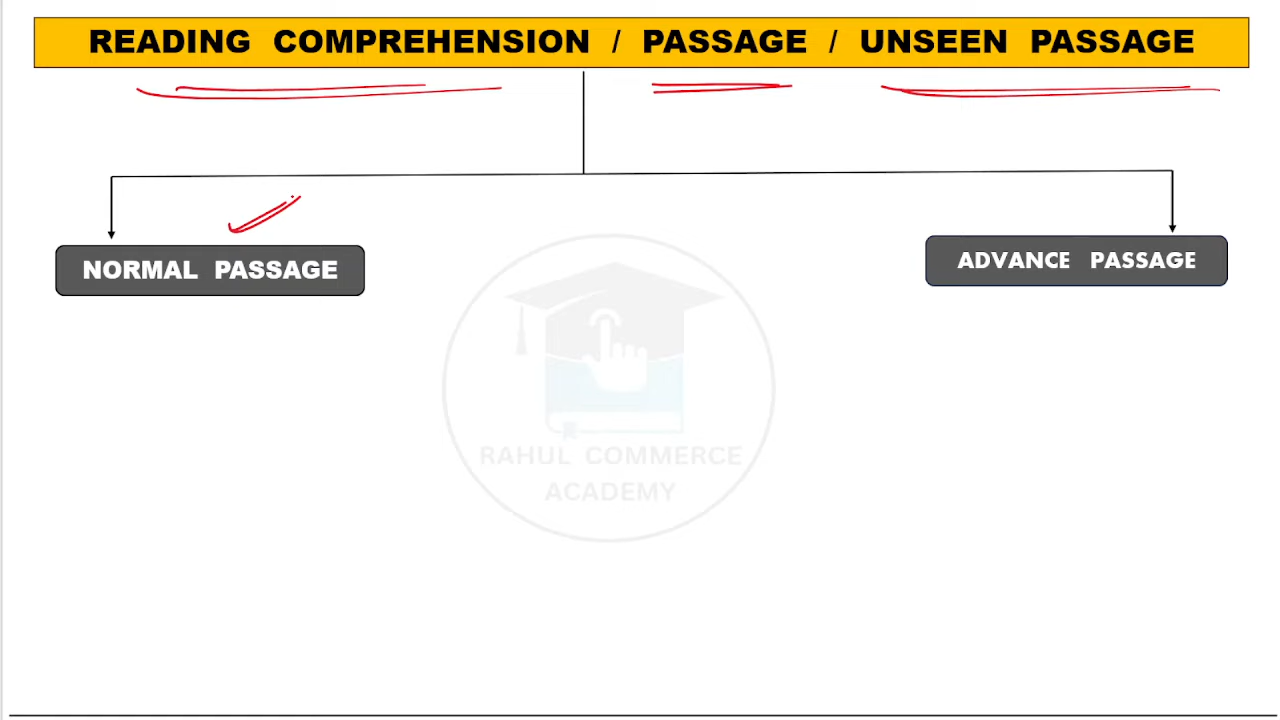 READING COMPREHENSION / PASSAGE / UNSEEN PASSAGE
NORMAL PASSAGE
ADVANCE PASSAGE
RAHUL COMMERCE
ACADEMY